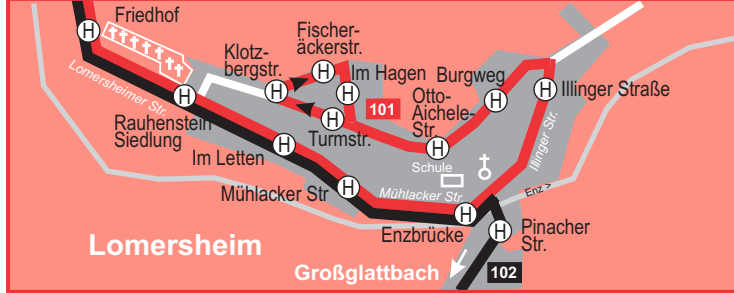 Friedhof
Fischer-
äckerstr.
Klotz-
bergstr.
Im Hagen
Burgweg
Lomersheimer Str.
H
H
H
H
H
H
H
H
H
H
H
H
H
H
101
Otto-
Aichele-
Str.
Illinger Straße
Rauhenstein
Siedlung
Turmstr.
Im Letten
Schule
Illinger Str.
Mühlacker Str
Mühlacker Str.
Enz >
Enzbrücke
Pinacher
Str.
Lomersheim
Großglattbach
102